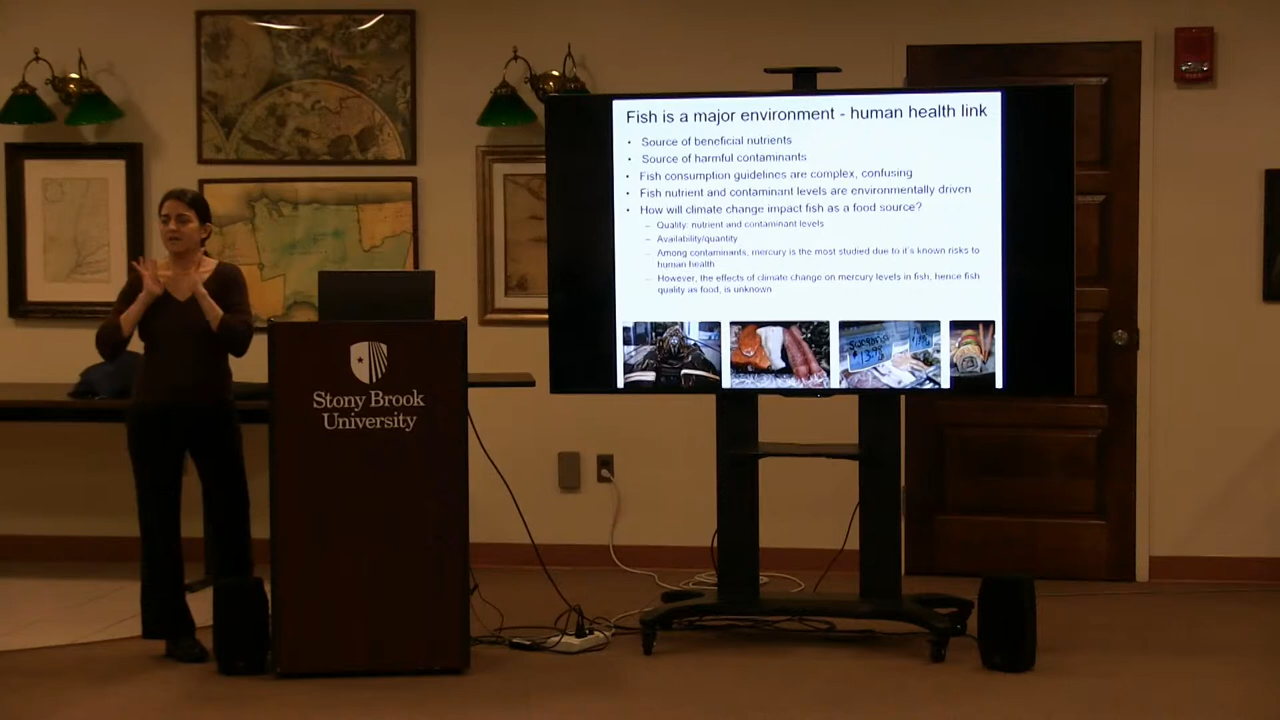 Fish is a major environment - human health link
• Source of beneficial nutrients
• Source of harmful contaminants
• Fish consumption guidelines are complex, confusing
• Fish nutrient and contaminant levels are environmentally driven
• How will climate change impact fish as a food source?
– Quality: nutrient and contaminant levels
– Availability/quantity
– Among contaminants, mercury is the most studied due to it's known risks to
human health
– However, the effects of climate change on mercury levels in fish, hence fish
quality as food, is unknown
Stony Brook
University